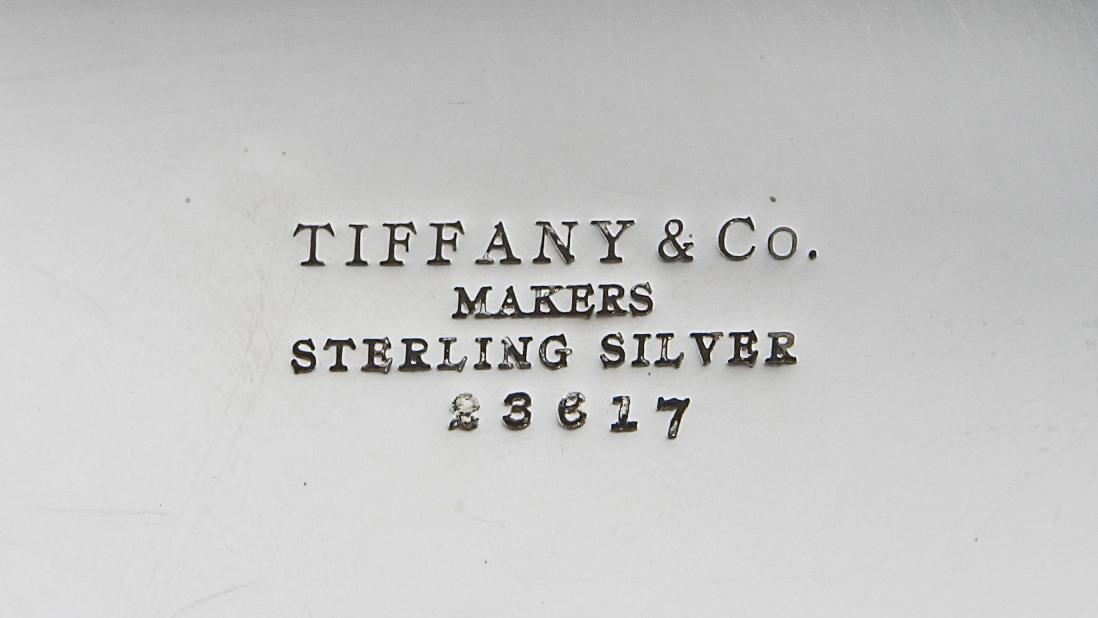 TIFFANY & Co.
MAKERS
STERLING SILVER
23617